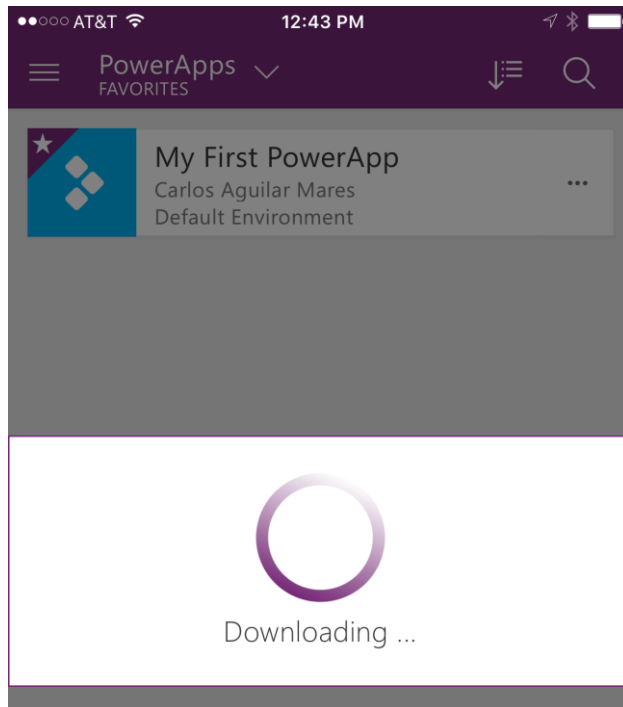 AT&T 12:43 PM
PowerApps
FAVORITES
My First PowerApp
Carlos Aguilar Mares
Default Environment
Downloading ...